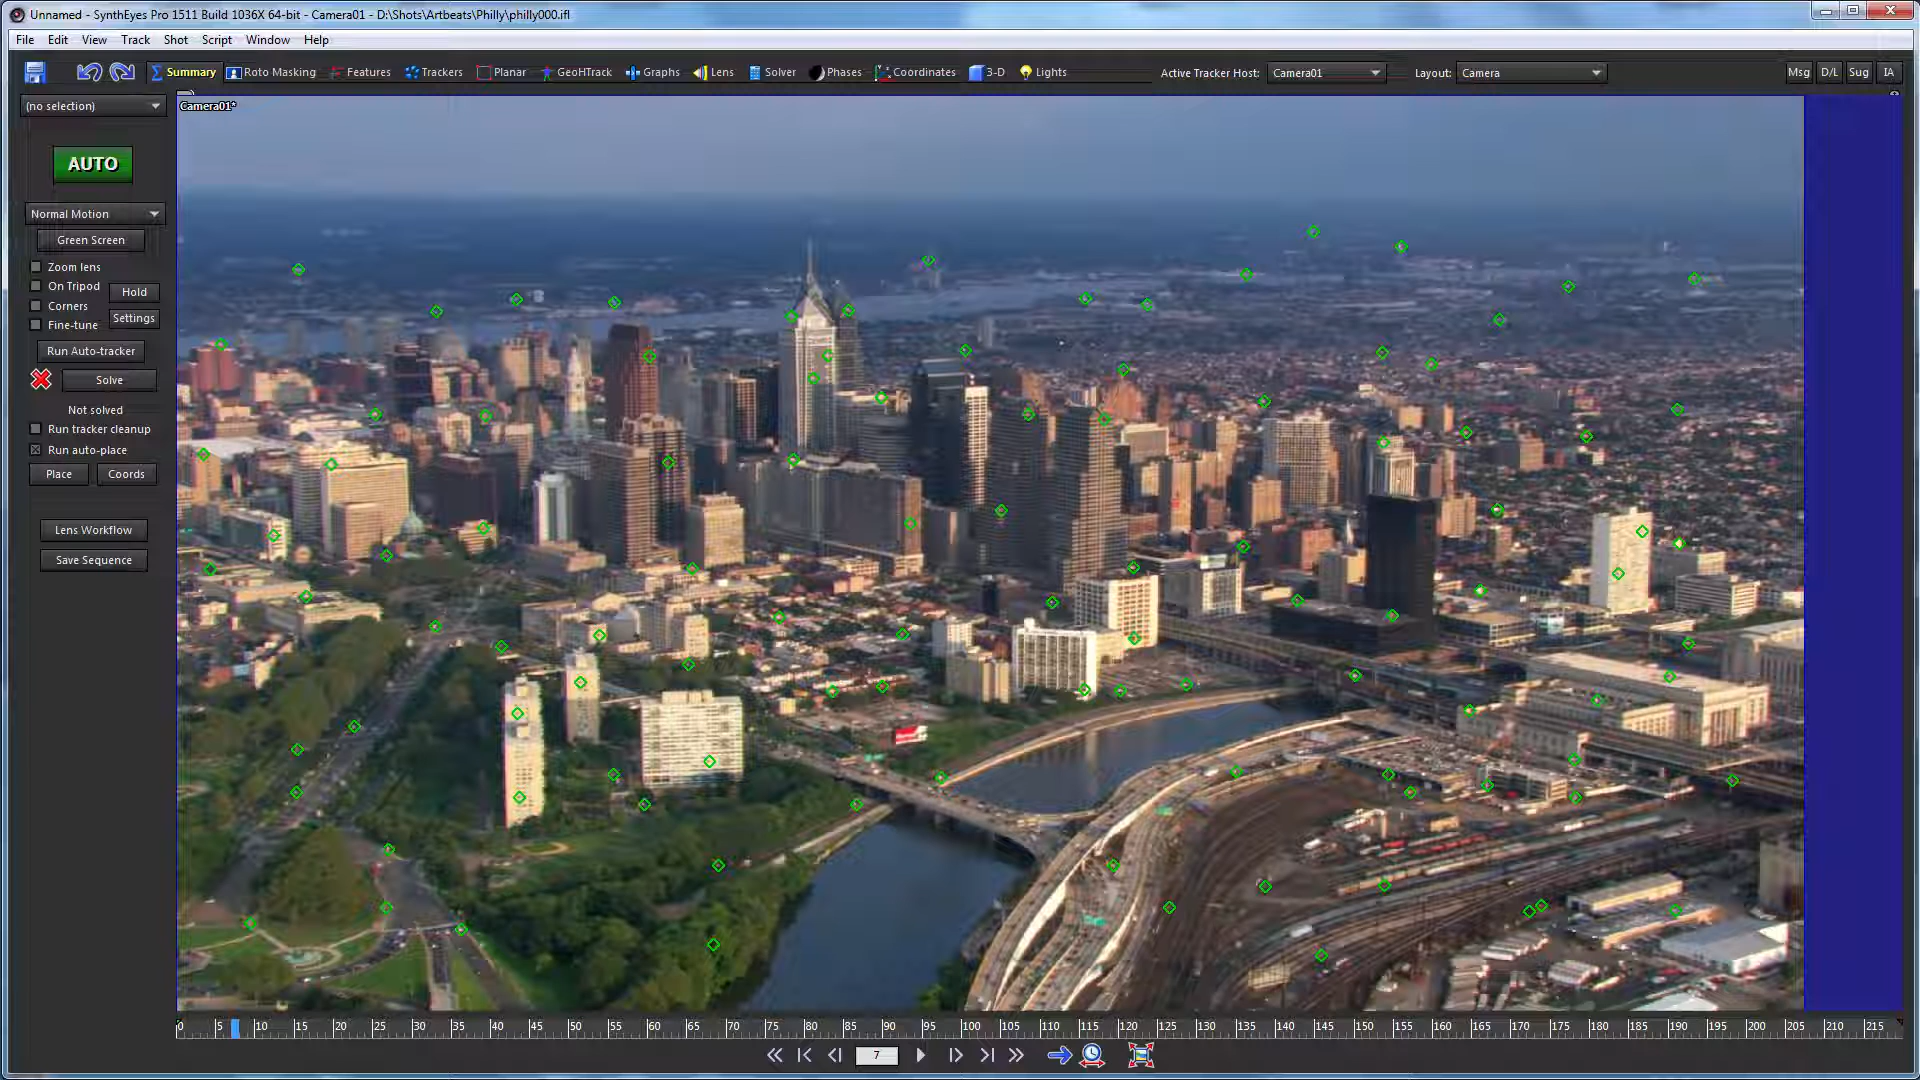 Unnamed - SynthEyes Pro 1511 Build 1036X 64-bit - Camera01 - D:\Shots\Artbeats\Philly\philly000.ifl
File Edit View Track Shot Script Window Help
Summary Roto Masking Features Trackers Planar GeoHTrack Graphs Lens Solver Phases Coordinates 3-D Lights Active Tracker Host: Camera01 Layout: Camera Msg D/L Sug IA
(no selection)
Camera01*
AUTO
Normal Motion
Green Screen
Zoom lens
On Tripod
Hold
Corners
Settings
Fine-tune
Run Auto-tracker
Solve
Not solved
Run tracker cleanup
Run auto-place
Place Coords
Lens Workflow
Save Sequence
0 5 10 15 20 25 30 35 40 45 50 55 60 65 70 75 80 85 90 95 100 105 110 115 120 125 130 135 140 145 150 155 160 165 170 175 180 185 190 195 200 205 210 215
7